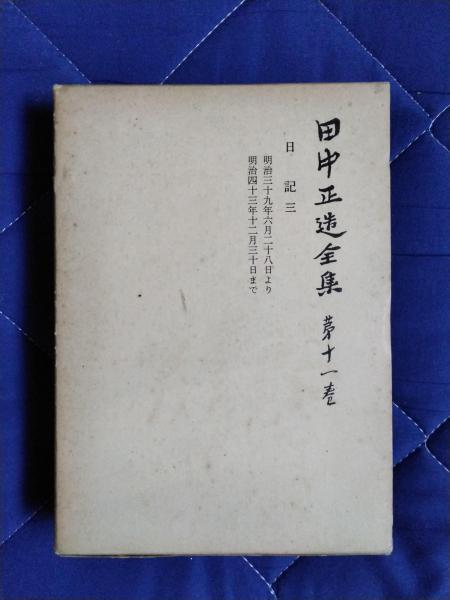 田中正造全集 第十一巻
日記三
明治三十九年六月二十八日より
明治四十三年十二月三十日まで